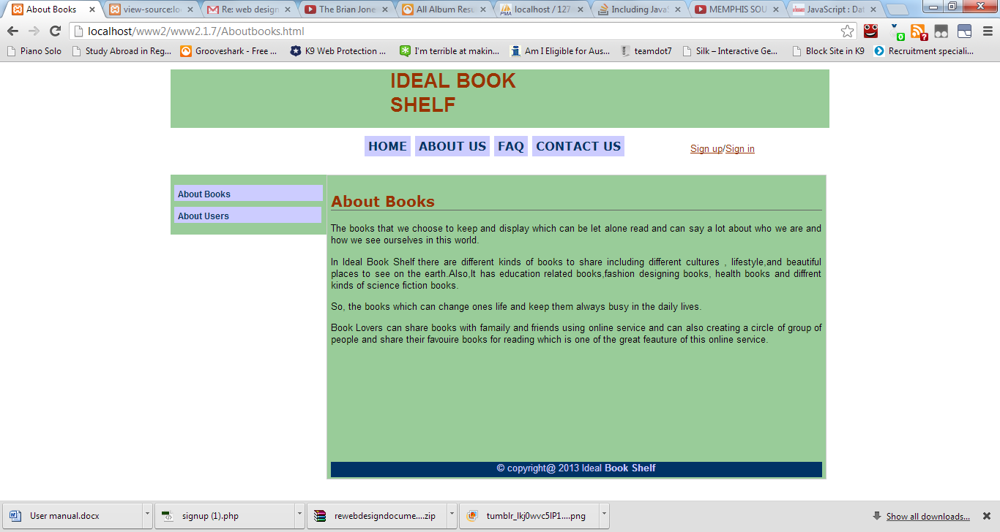 About Books
view-source:lo
Re: web design
The Brian Jone
All Album Resu
localhost / 127
Including JavaS
MEMPHIS SOU
JavaScript : Dat
localhost/www2/www2.1.7/Aboutbooks.html
0
?
Piano Solo
Study Abroad in Reg...
Grooveshark - Free ...
K9 Web Protection ...
I'm terrible at makin...
Am I Eligible for Aus...
teamdot7
Silk – Interactive Ge...
Block Site in K9
Recruitment speciali...
IDEAL BOOK
SHELF
HOME ABOUT US FAQ CONTACT US
Sign up/Sign in
About Books
About Users
About Books
The books that we choose to keep and display which can be let alone read and can say a lot about who we are and
how we see ourselves in this world.
In Ideal Book Shelf there are different kinds of books to share including different cultures , lifestyle,and beautiful
places to see on the earth.Also,It has education related books,fashion designing books, health books and diffrent
kinds of science fiction books.
So, the books which can change ones life and keep them always busy in the daily lives.
Book Lovers can share books with famaily and friends using online service and can also creating a circle of group of
people and share their favouire books for reading which is one of the great feauture of this online service.
© copyright@ 2013 Ideal Book Shelf
User manual.docx
signup (1).php
rewebdesigndocume....zip
tumblr_lkj0wvc5lP1....png
Show all downloads...